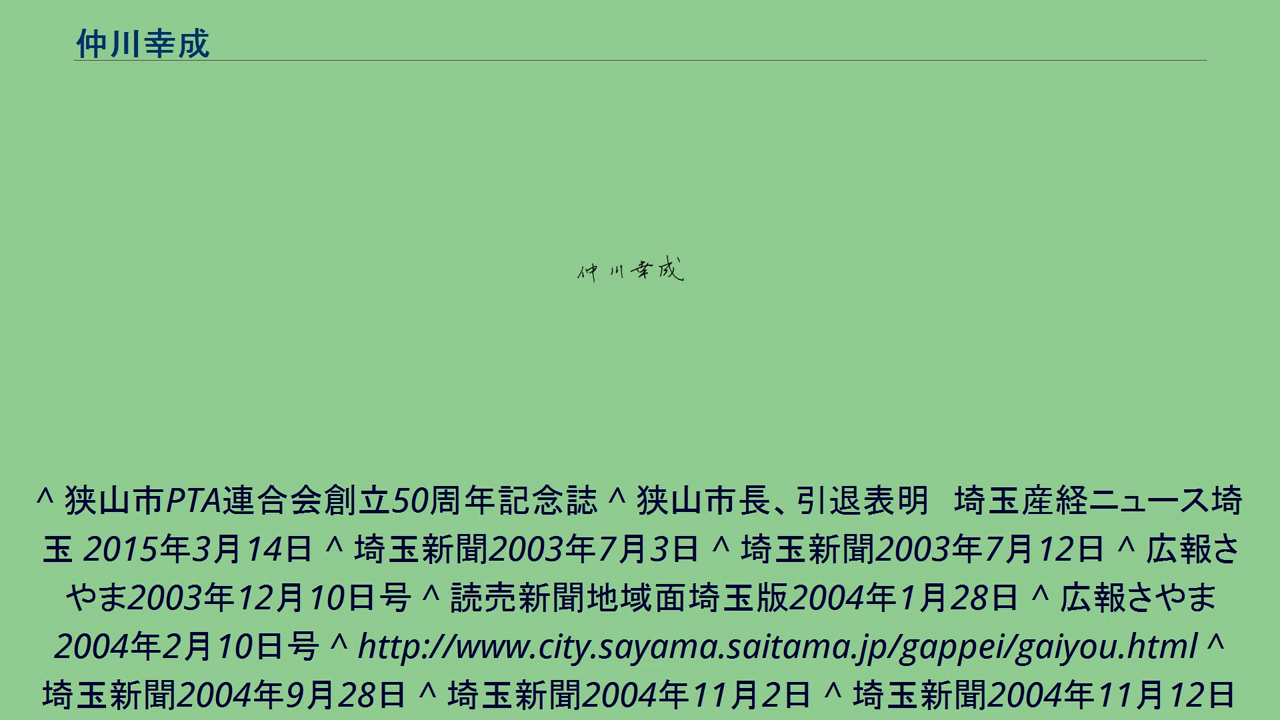 仲川幸成
仲川幸成
^ 狭山市PTA連合会創立50周年記念誌 ^ 狭山市長、引退表明　埼玉産経ニュース埼
玉 2015年3月14日 ^ 埼玉新聞2003年7月3日 ^ 埼玉新聞2003年7月12日 ^ 広報さ
やま2003年12月10日号 ^ 読売新聞地域面埼玉版2004年1月28日 ^ 広報さやま
2004年2月10日号 ^ http://www.city.sayama.saitama.jp/gappei/gaiyou.html ^
埼玉新聞2004年9月28日 ^ 埼玉新聞2004年11月2日 ^ 埼玉新聞2004年11月12日